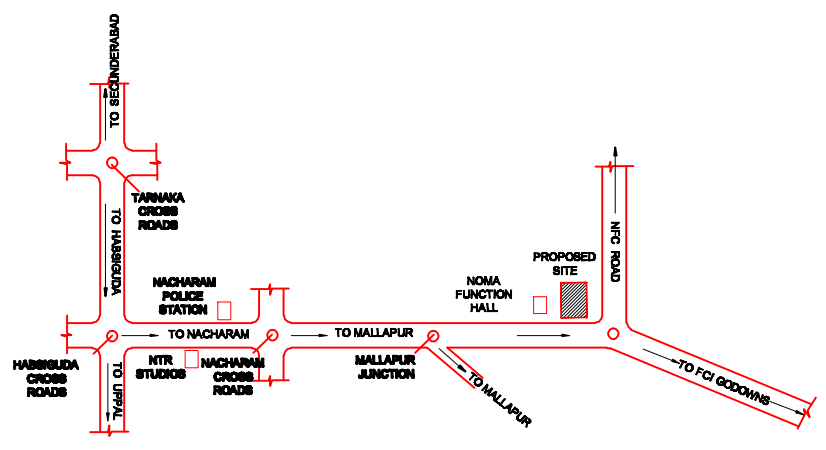 TO SECUNDERABAD
TARNAKA
CROSS
ROADS
TO HABSIGUDA
NACHARAM
POLICE
STATION
NOMA
FUNCTION
HALL
PROPOSED
SITE
NFC ROAD
TO NACHARAM
TO MALLAPUR
HABSIGUDA
CROSS
ROADS
TO UPPAL
NTR
STUDIOS
NACHARAM
CROSS
ROADS
MALLAPUR
JUNCTION
TO MALLAPUR
TO FCI GODOWNS